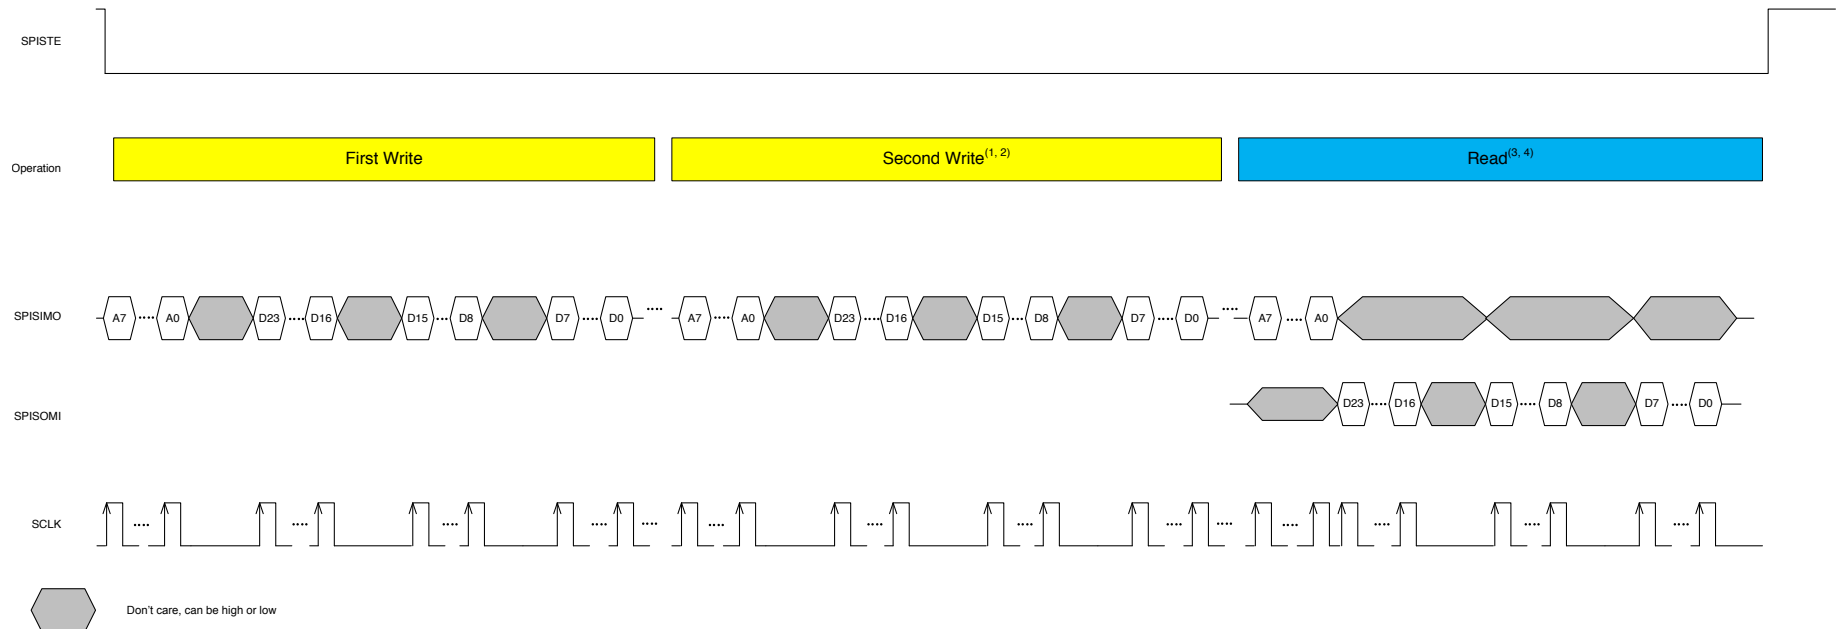 SPISTE
Operation
First Write
Second Write(1, 2)
Read(3, 4)
SPISIMO
A7 .... A0 D23 .... D16 D15 ... D8 D7 .... D0 .... A7 .... A0 D23 .... D16 D15 ... D8 D7 .... D0 .... A7 .... A0
SPISOMI
D23 .... D16 D15 .... D8 D7 .... D0
SCLK
.... .... .... .... .... .... .... .... .... .... .... .... .... ....
Don't care, can be high or low